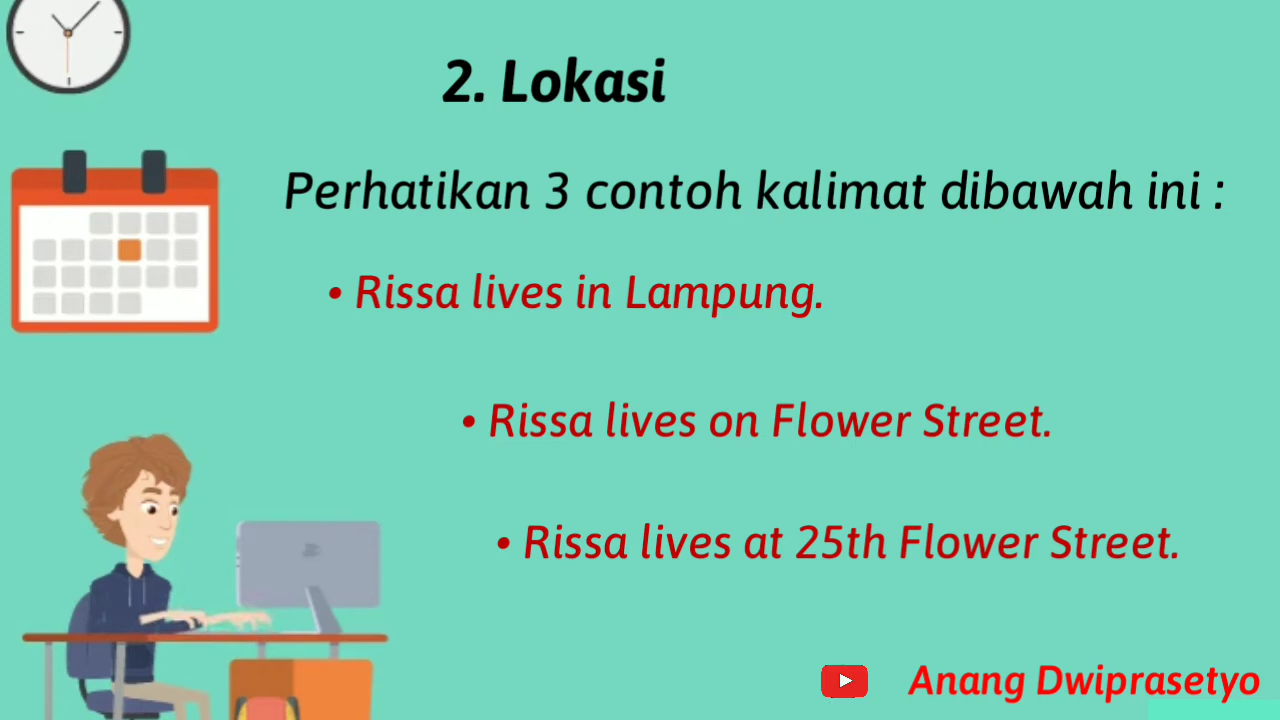 2. Lokasi
Perhatikan 3 contoh kalimat dibawah ini :
• Rissa lives in Lampung.
• Rissa lives on Flower Street.
• Rissa lives at 25th Flower Street.
Anang Dwiprasetyo